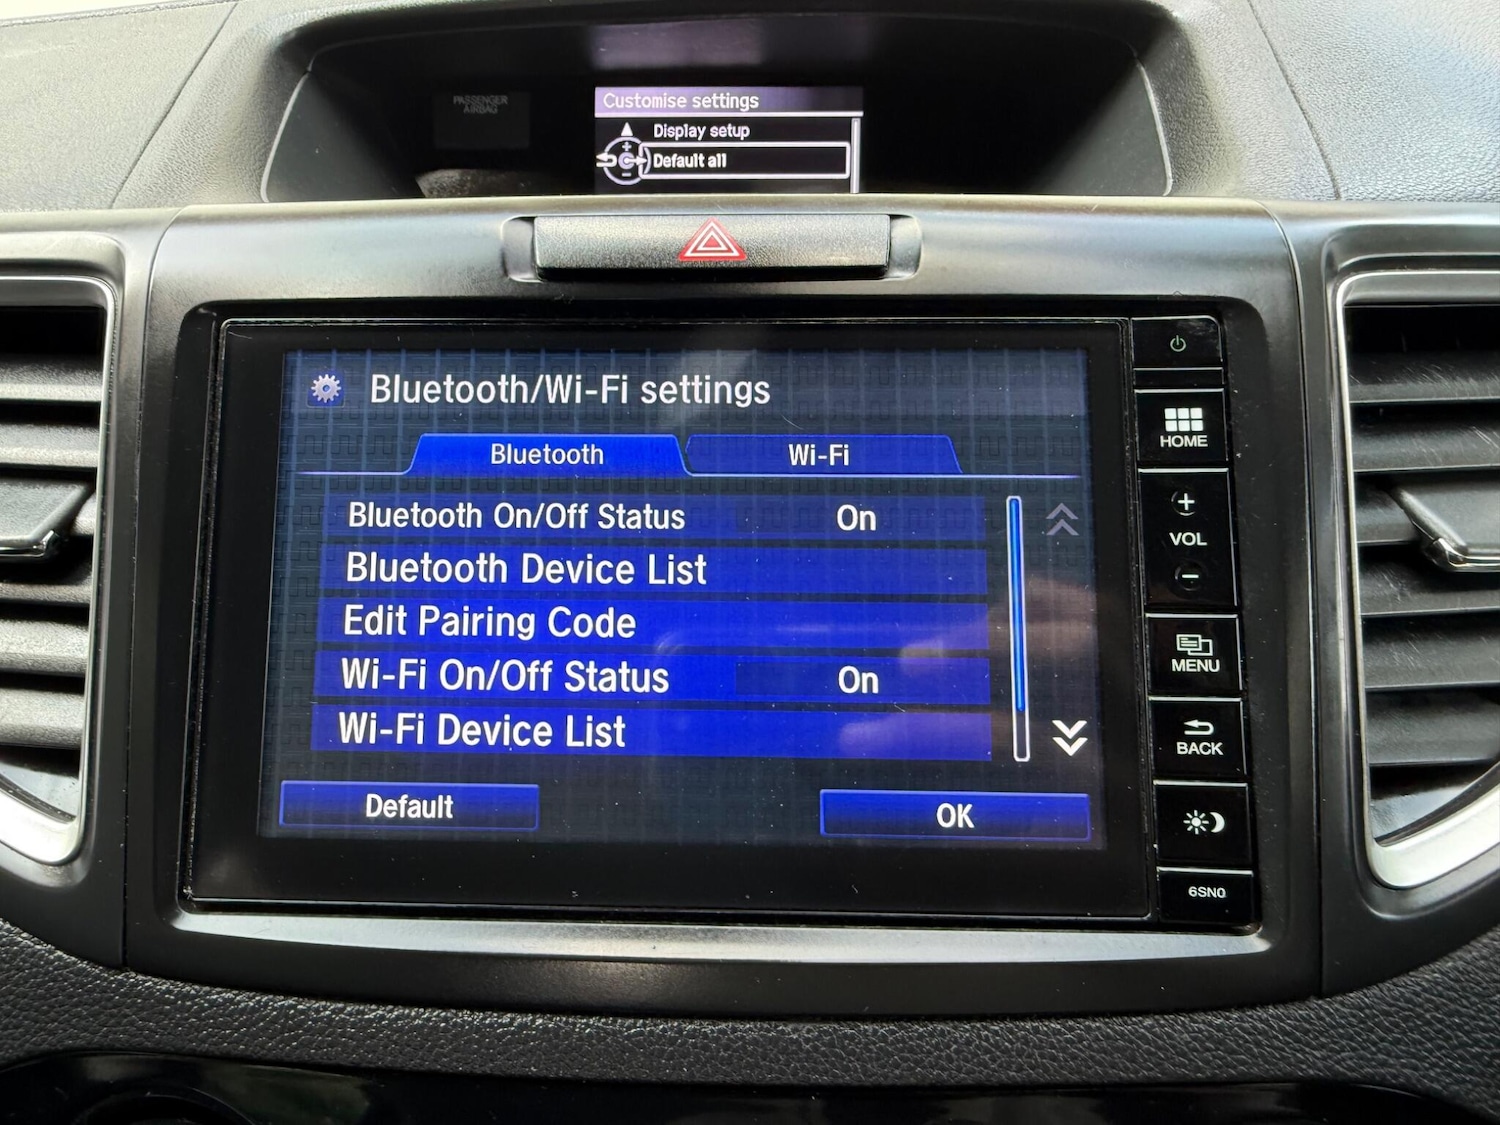 PASSENGER
AIRBAG
Customise settings
Display setup
Default all
Bluetooth/Wi-Fi settings
Bluetooth
Wi-Fi
Bluetooth On/Off Status On
Bluetooth Device List
Edit Pairing Code
Wi-Fi On/Off Status On
Wi-Fi Device List
Default
OK
HOME
+
VOL
−
MENU
BACK
6SN0